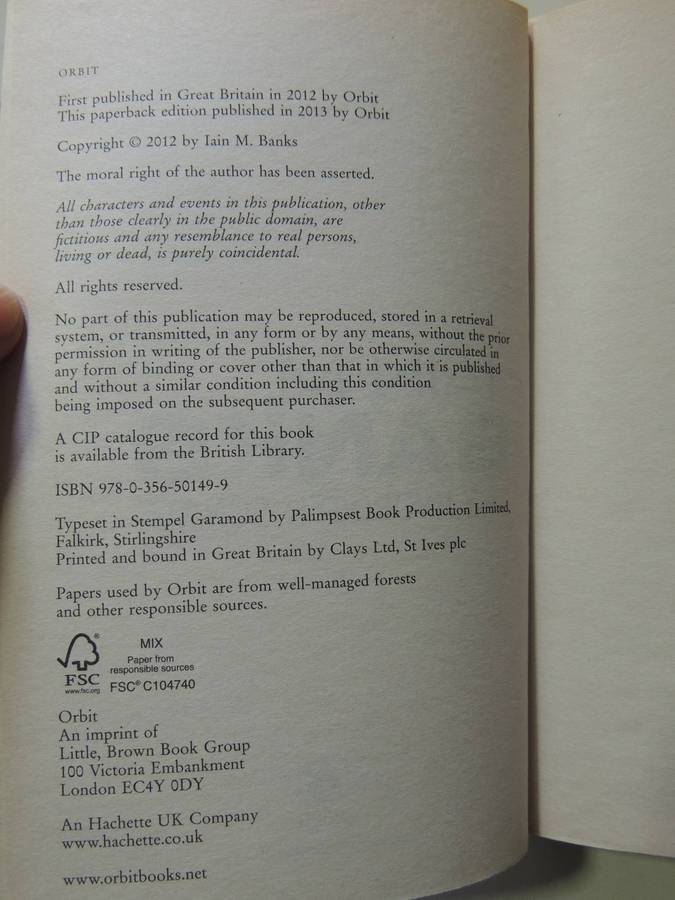 ORBIT
First published in Great Britain in 2012 by Orbit
This paperback edition published in 2013 by Orbit
Copyright © 2012 by Iain M. Banks
The moral right of the author has been asserted.
All characters and events in this publication, other
than those clearly in the public domain, are
fictitious and any resemblance to real persons,
living or dead, is purely coincidental.
All rights reserved.
No part of this publication may be reproduced, stored in a retrieval
system, or transmitted, in any form or by any means, without the prior
permission in writing of the publisher, nor be otherwise circulated in
any form of binding or cover other than that in which it is published
and without a similar condition including this condition
being imposed on the subsequent purchaser.
A CIP catalogue record for this book
is available from the British Library.
ISBN 978-0-356-50149-9
Typeset in Stempel Garamond by Palimpsest Book Production Limited,
Falkirk, Stirlingshire
Printed and bound in Great Britain by Clays Ltd, St Ives plc
Papers used by Orbit are from well-managed forests
and other responsible sources.
®
FSC
www.fsc.org
MIX
Paper from
responsible sources
FSC® C104740
Orbit
An imprint of
Little, Brown Book Group
100 Victoria Embankment
London EC4Y 0DY
An Hachette UK Company
www.hachette.co.uk
www.orbitbooks.net